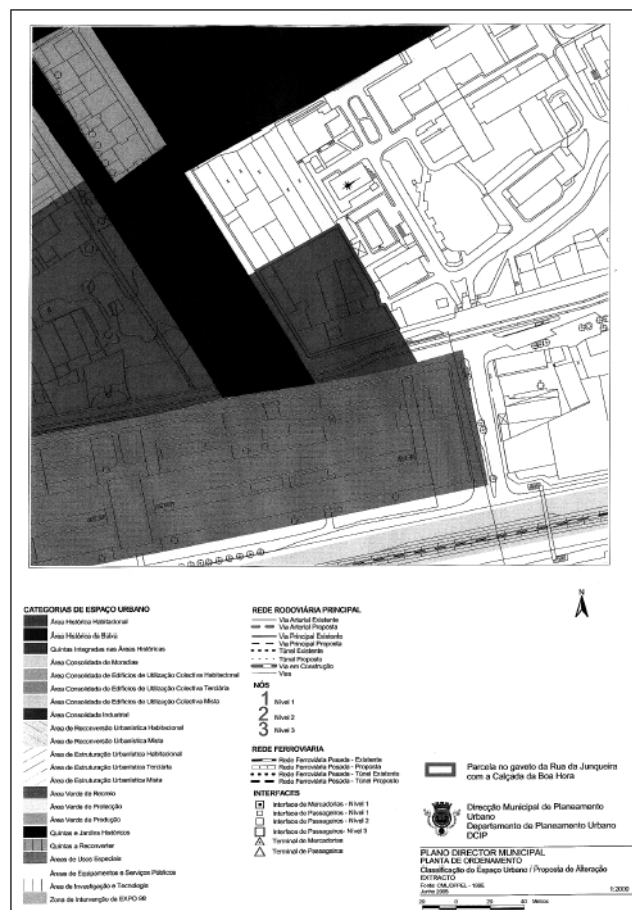 CATEGORIAS DE ESPAÇO URBANO
Área Histórica Habitacional
Área Histórica da Baixa
Quintas Integradas nas Áreas Históricas
Área Consolidada de Moradias
Área Consolidada de Edifícios de Utilização Colectiva Habitacional
Área Consolidada de Edifícios de Utilização Colectiva Terciária
Área Consolidada de Edifícios de Utilização Colectiva Mista
Área Consolidada Industrial
Área de Reconversão Urbanística Habitacional
Área de Reconversão Urbanística Mista
Área de Estruturação Urbanística Habitacional
Área de Estruturação Urbanística Terciária
Área de Estruturação Urbanística Mista
Área Verde de Recreio
Área Verde de Protecção
Área Verde de Produção
Quintas e Jardins Históricos
Quintas a Reconverter
Áreas de Usos Especiais
Áreas de Equipamentos e Serviços Públicos
Área de Investigação e Tecnologia
Zona de Intervenção da EXPO 98
REDE RODOVIÁRIA PRINCIPAL
Via Arterial Existente
Via Arterial Proposta
Via Principal Existente
Via Principal Proposta
Túnel Existente
Túnel Proposto
Via em Construção
Vias
NÓS
1 Nível 1
2 Nível 2
3 Nível 3
REDE FERROVIARIA
Rede Ferroviária Pesada - Existente
Rede Ferroviária Pesada - Proposta
Rede Ferroviária Pesada - Túnel Existente
Rede Ferroviária Pesada - Túnel Proposto
INTERFACES
Interface de Mercadorias - Nível 1
Interface de Passageiros - Nível 1
Interface de Passageiros - Nível 2
Interface de Passageiros - Nível 3
Terminal de Mercadorias
Terminal de Passageiros
N
Parcela no gaveto da Rua da Junqueira
com a Calçada da Boa Hora
Direcção Municipal de Planeamento
Urbano
Departamento de Planeamento Urbano
DCIP
PLANO DIRECTOR MUNICIPAL
PLANTA DE ORDENAMENTO
Classificação do Espaço Urbano / Proposta de Alteração
EXTRACTO
1:2000
20 0 20 40 Metros